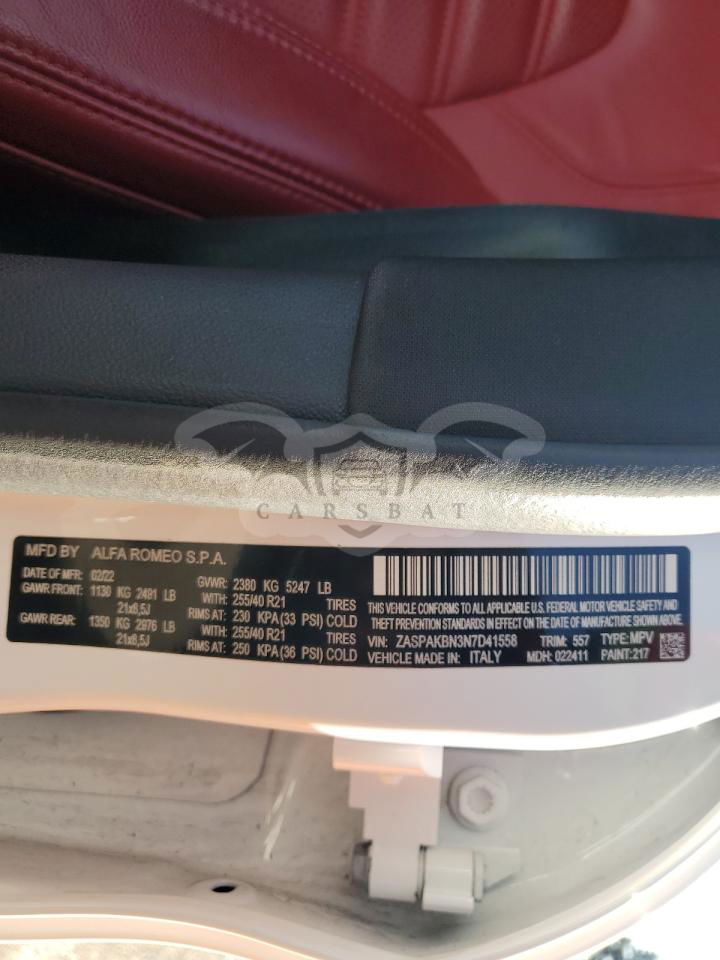 CARSBAT
MFD BY ALFA ROMEO S.P.A.
DATE OF MFR: 02/22 GVWR: 2380 KG 5247 LB
GAWR FRONT: 1130 KG 2491 LB WITH: 255/40 R21 TIRES
21x8,5J RIMS AT: 230 KPA (33 PSI) COLD
GAWR REAR: 1350 KG 2976 LB WITH: 255/40 R21 TIRES
21x8,5J RIMS AT: 250 KPA (36 PSI) COLD
THIS VEHICLE CONFORMS TO ALL APPLICABLE U.S. FEDERAL MOTOR VEHICLE SAFETY AND
THEFT PREVENTION STANDARDS IN EFFECT ON THE DATE OF MANUFACTURE SHOWN ABOVE.
VIN: ZASPAKBN3N7D41558 TRIM: 557 TYPE: MPV
VEHICLE MADE IN: ITALY MDH: 022411 PAINT: 217